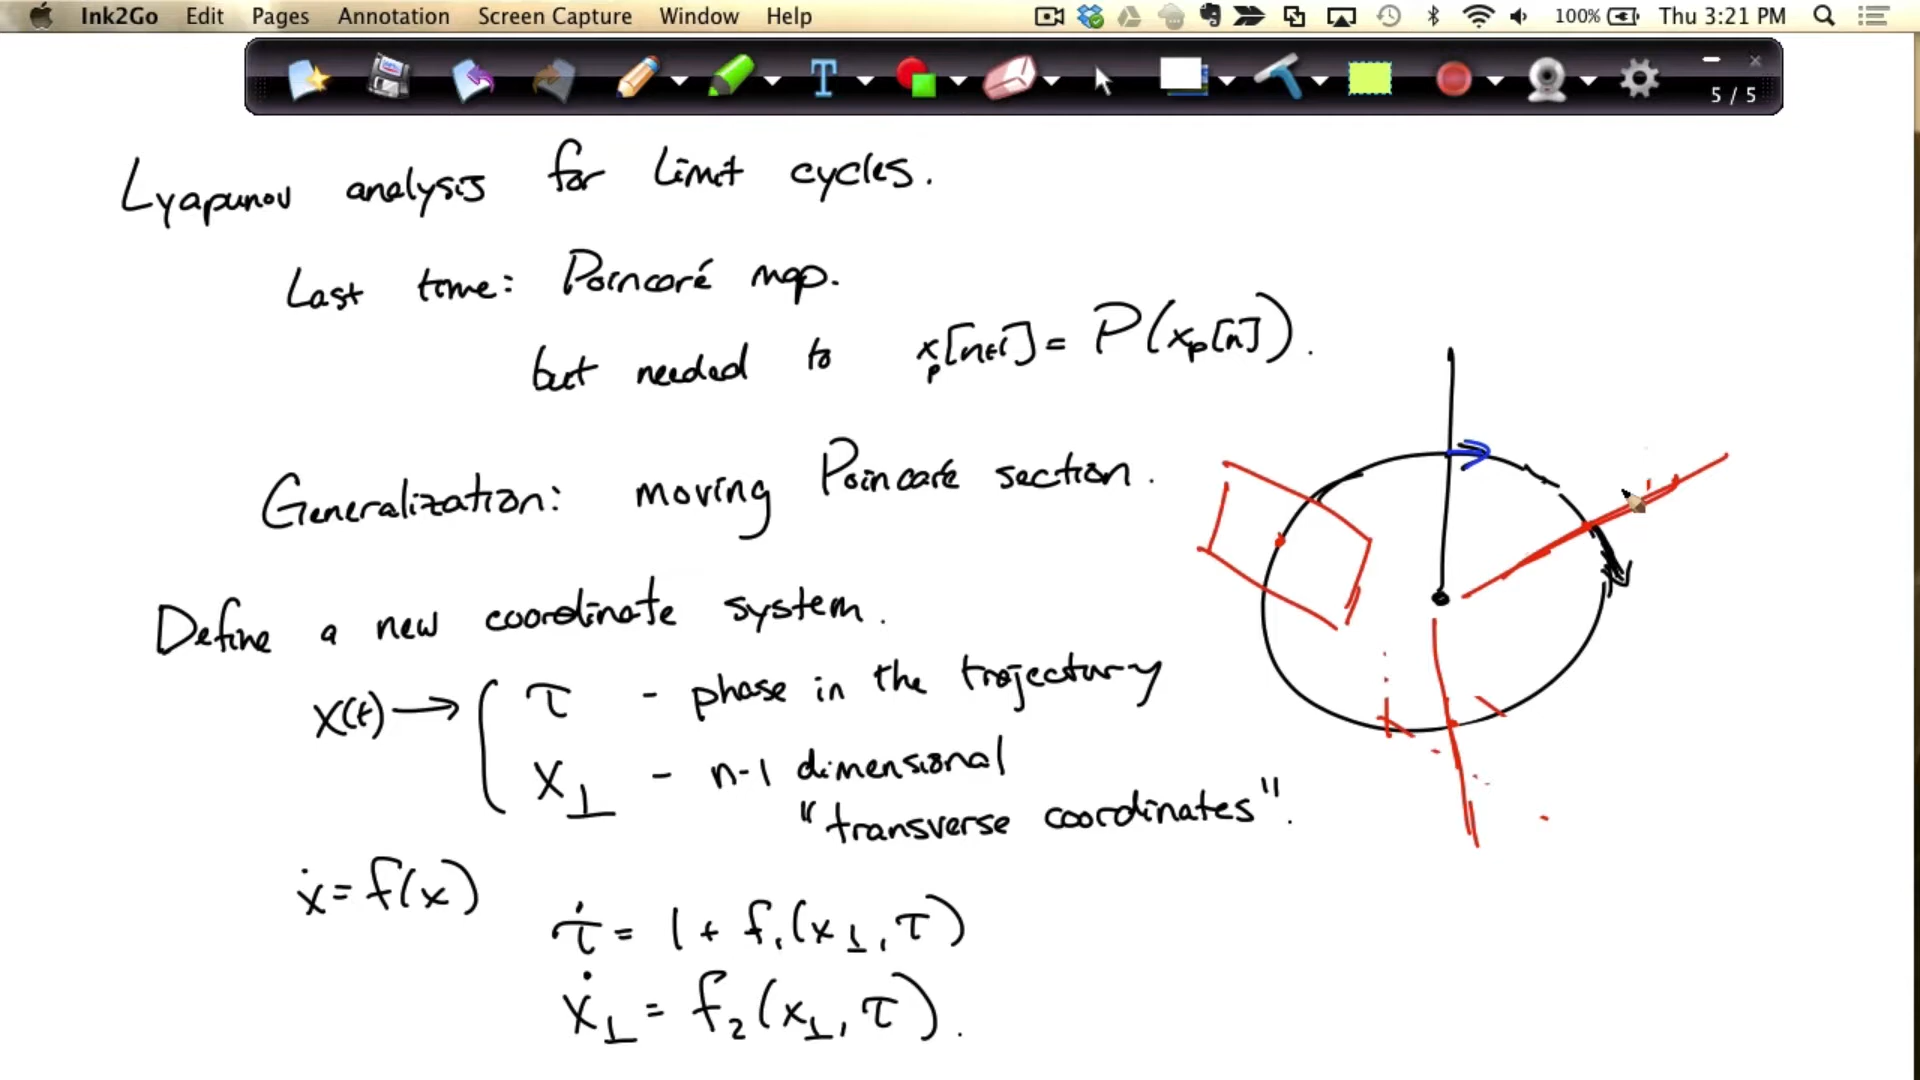 Ink2Go Edit Pages Annotation Screen Capture Window Help 100% Thu 3:21 PM
T 5 / 5
Lyapunov analysis for limit cycles.
Last time: Poincaré map.
but needed to xₚ[n+1] = P(xₚ[n]).
Generalization: moving Poincaré section.
Define a new coordinate system.
x(t) → { τ - phase in the trajectory
x⊥ - n-1 dimensional
"transverse coordinates".
ẋ = f(x)
τ̇ = 1 + f₁(x⊥, τ)
ẋ⊥ = f₂(x⊥, τ).